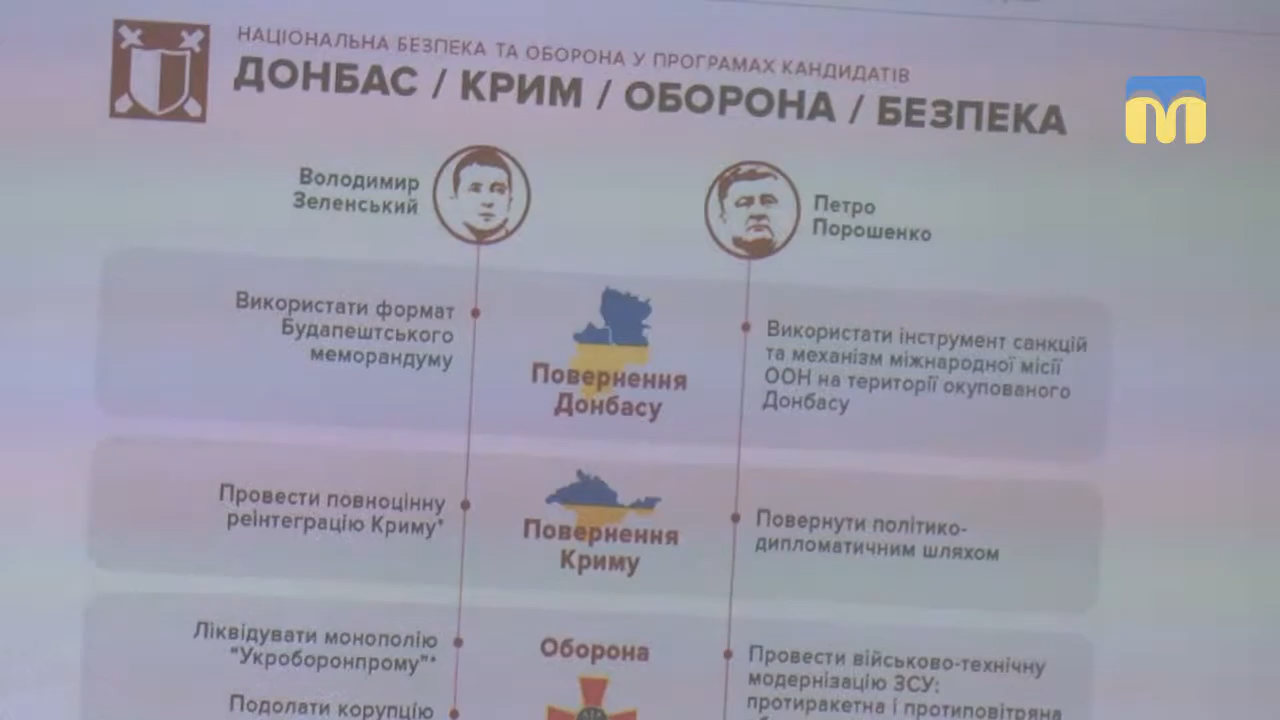 НАЦІОНАЛЬНА БЕЗПЕКА ТА ОБОРОНА У ПРОГРАМАХ КАНДИДАТІВ
ДОНБАС / КРИМ / ОБОРОНА / БЕЗПЕКА
Володимир
Зеленський
Петро
Порошенко
Використати формат
Будапештського
меморандуму
Повернення
Донбасу
Використати інструмент санкцій
та механізм міжнародної місії
ООН на території окупованого
Донбасу
Провести повноцінну
реінтеграцію Криму*
Повернення
Криму
Повернути політико-
дипломатичним шляхом
Ліквідувати монополію
"Укроборонпрому"*
Подолати корупцію
Оборона
Провести військово-технічну
модернізацію ЗСУ:
протиракетна і протиповітряна